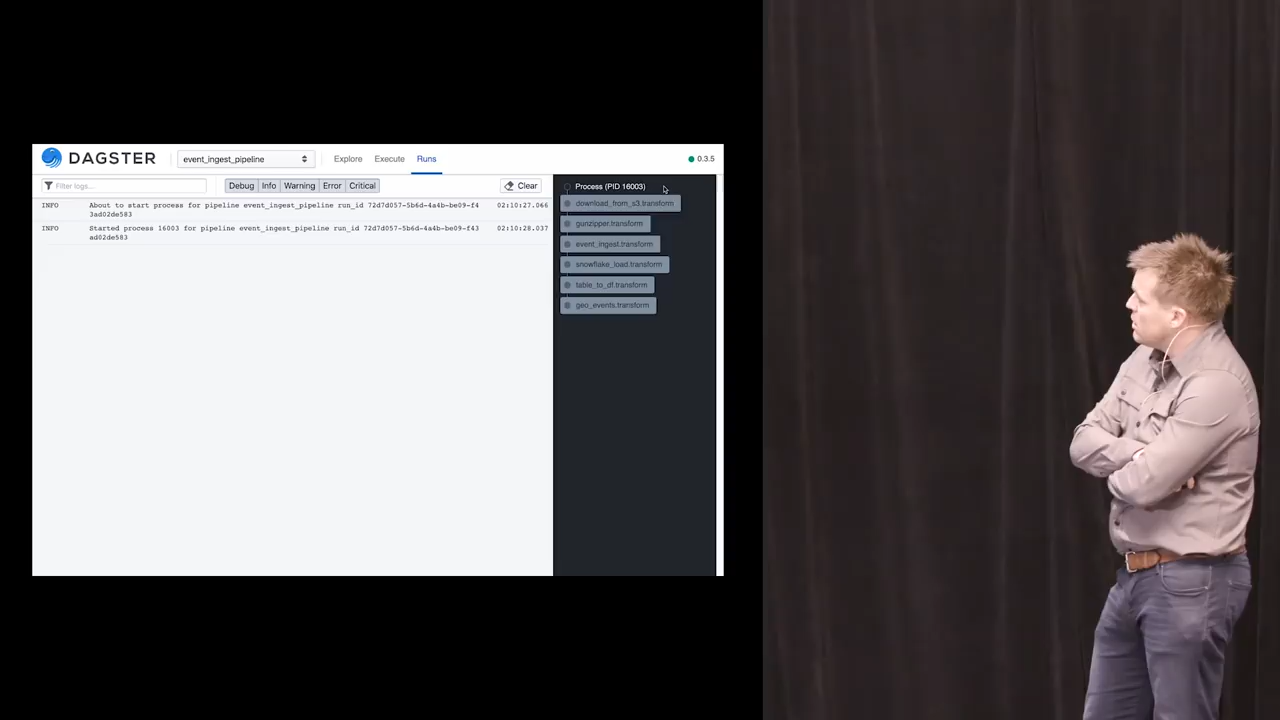 DAGSTER
event_ingest_pipeline
Explore
Execute
Runs
0.3.5
Filter logs...
Debug
Info
Warning
Error
Critical
Clear
INFO
About to start process for pipeline event_ingest_pipeline run_id 72d7d057-5b6d-4a4b-be09-f4
3ad02de583
02:10:27.066
INFO
Started process 16003 for pipeline event_ingest_pipeline run_id 72d7d057-5b6d-4a4b-be09-f43
ad02de583
02:10:28.037
Process (PID 16003)
download_from_s3.transform
gunzipper.transform
event_ingest.transform
snowflake_load.transform
table_to_df.transform
geo_events.transform